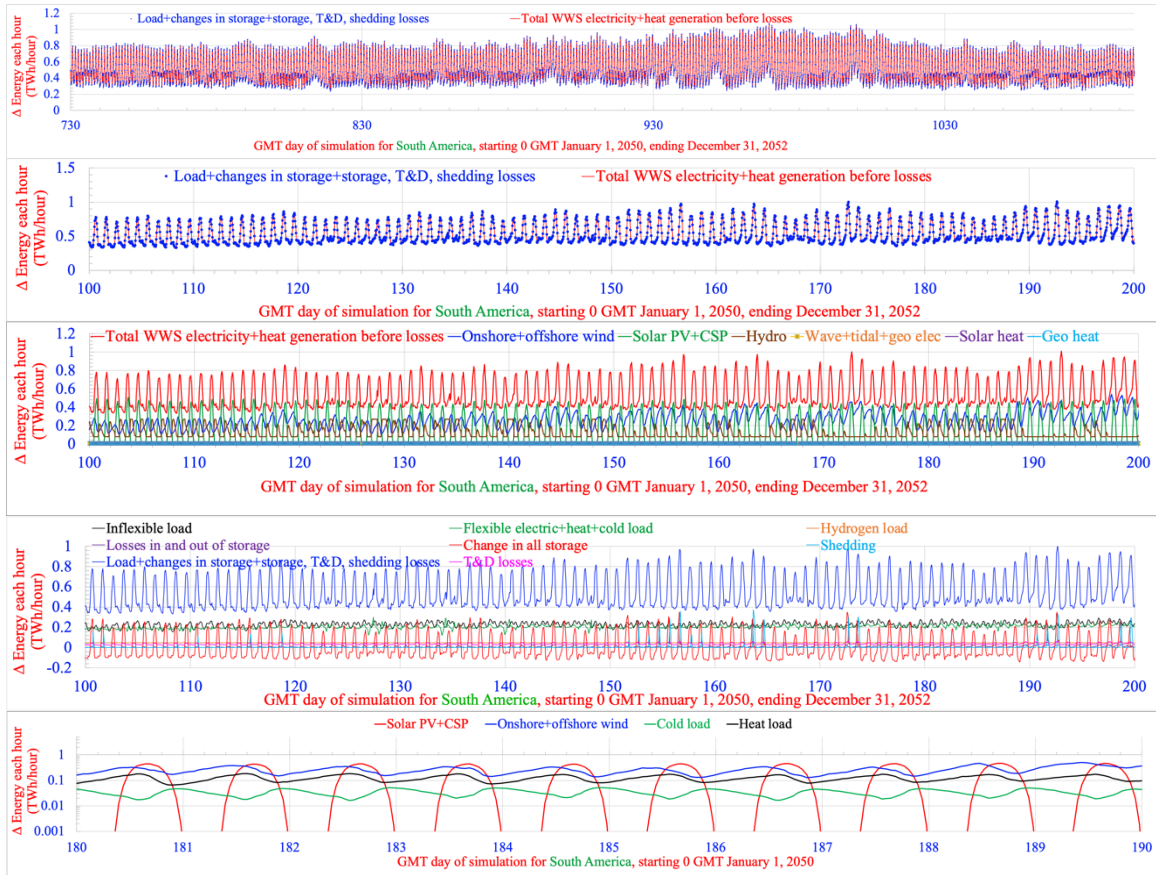 Load+changes in storage+storage, T&D, shedding losses Total WWS electricity+heat generation before losses
Δ Energy each hour
(TWh/hour)
1.2
1
0.8
0.6
0.4
0.2
0
730 830 930 1030
GMT day of simulation for South America, starting 0 GMT January 1, 2050, ending December 31, 2052
Load+changes in storage+storage, T&D, shedding losses Total WWS electricity+heat generation before losses
Δ Energy each hour
(TWh/hour)
1.5
1
0.5
0
100 110 120 130 140 150 160 170 180 190 200
GMT day of simulation for South America, starting 0 GMT January 1, 2050, ending December 31, 2052
Total WWS electricity+heat generation before losses Onshore+offshore wind Solar PV+CSP Hydro Wave+tidal+geo elec Solar heat Geo heat
Δ Energy each hour
(TWh/hour)
1.2
1
0.8
0.6
0.4
0.2
0
100 110 120 130 140 150 160 170 180 190 200
GMT day of simulation for South America, starting 0 GMT January 1, 2050, ending December 31, 2052
Inflexible load Flexible electric+heat+cold load Hydrogen load
Losses in and out of storage Change in all storage Shedding
Load+changes in storage+storage, T&D, shedding losses T&D losses
Δ Energy each hour
(TWh/hour)
1
0.8
0.6
0.4
0.2
0
-0.2
100 110 120 130 140 150 160 170 180 190 200
GMT day of simulation for South America, starting 0 GMT January 1, 2050, ending December 31, 2052
Solar PV+CSP Onshore+offshore wind Cold load Heat load
Δ Energy each hour
(TWh/hour)
1
0.1
0.01
0.001
180 181 182 183 184 185 186 187 188 189 190
GMT day of simulation for South America, starting 0 GMT January 1, 2050